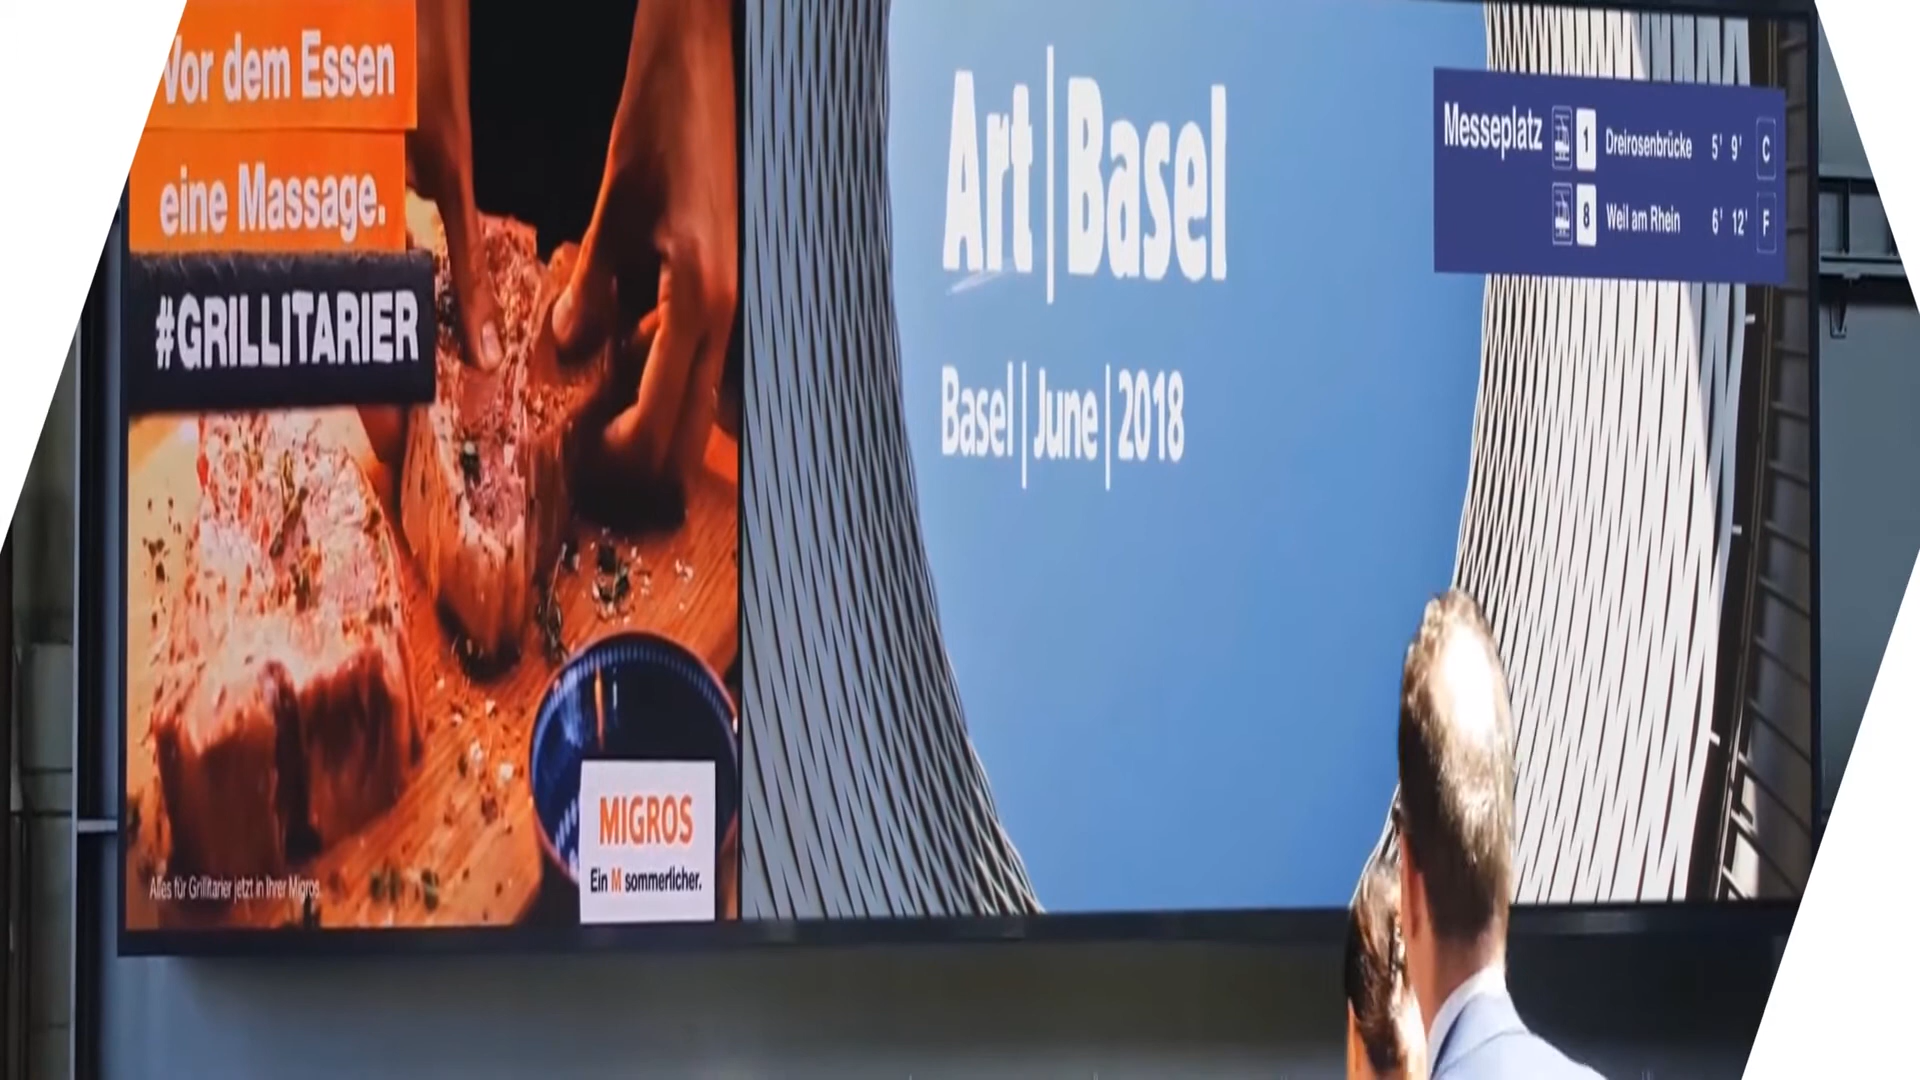 Vor dem Essen
eine Massage.
#GRILLITARIER
Alles für Grillitarier jetzt in Ihrer Migros.
MIGROS
Ein M sommerlicher.
Art|Basel
Basel|June|2018
Messeplatz 1 Dreirosenbrücke 5' 9' C
8 Weil am Rhein 6' 12' F